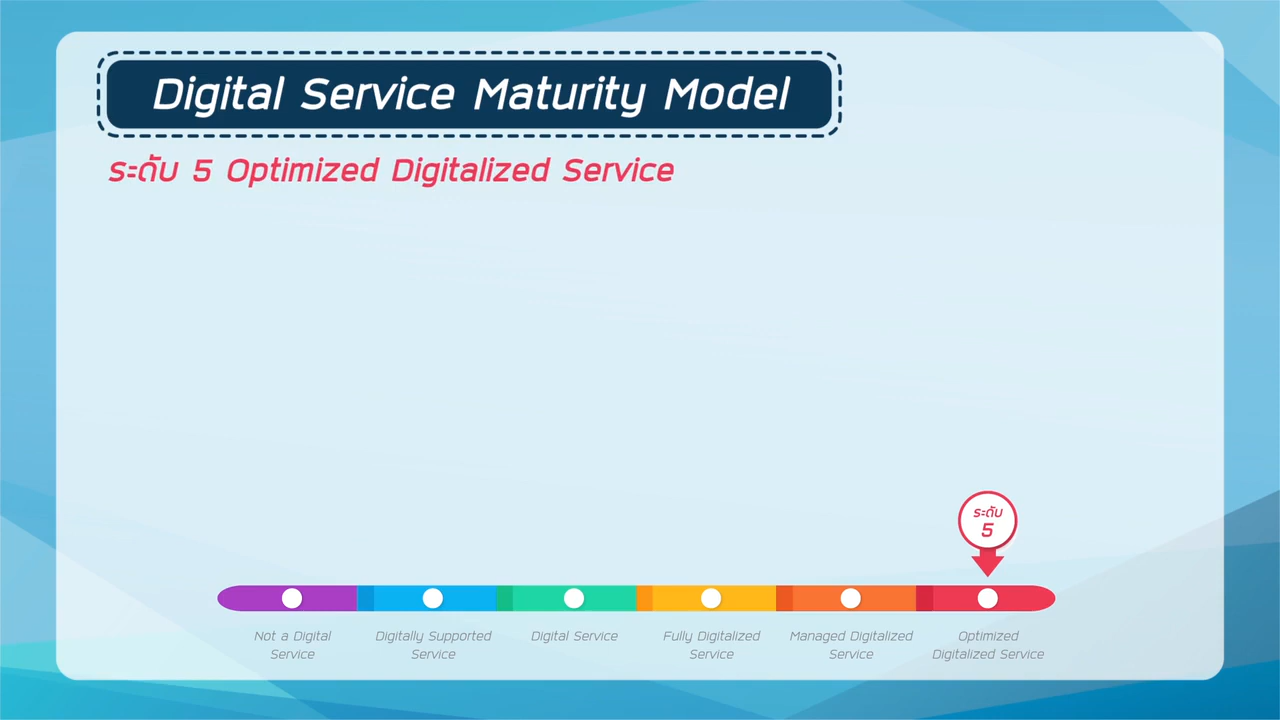 Digital Service Maturity Model
ระดับ 5 Optimized Digitalized Service
ระดับ
5
Not a Digital
Service
Digitally Supported
Service
Digital Service
Fully Digitalized
Service
Managed Digitalized
Service
Optimized
Digitalized Service